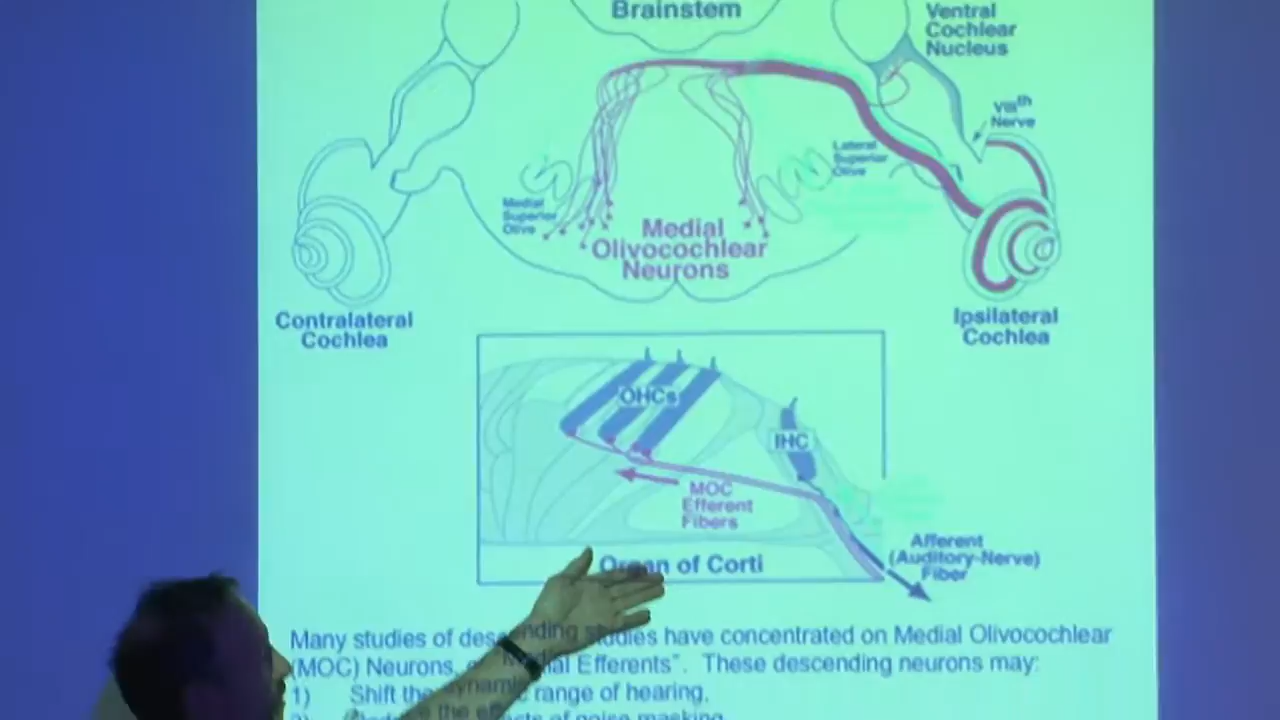 Brainstem
Ventral
Cochlear
Nucleus
VIIIth
Nerve
Lateral
Superior
Olive
Medial
Superior
Olive
Medial
Olivocochlear
Neurons
Contralateral
Cochlea
Ipsilateral
Cochlea
OHCs
IHC
MOC
Efferent
Fibers
Afferent
(Auditory-Nerve)
Fiber
Organ of Corti
Many studies of descending studies have concentrated on Medial Olivocochlear
(MOC) Neurons, Medial Efferents". These descending neurons may:
1) Shift the dynamic range of hearing.
the effects of noise masking